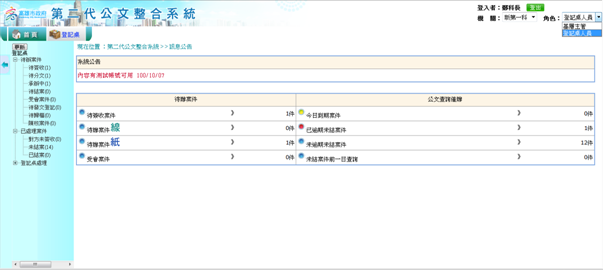 高雄市政府 第三代公文整合系統
登入者：鄭科長 登出
機 關：新第一科 角色：登記桌人員
基層主管
登記桌人員
首頁 登記桌
現在位置：第二代公文整合系統 >> 訊息公告
更新
登記桌
待辦案件
待簽收(1)
待分文(1)
承辦中(1)
待結案(0)
受會案件(0)
待發文登記(0)
待歸檔(0)
陳核案件(0)
已處理案件
對方未簽收(0)
未結案(14)
已結案(0)
登記桌處理
系統公告
內容有測試帳號可用 100/10/07
待辦案件 公文查詢催辦
待簽收案件 》 1件 今日到期案件 》 0件
待辦案件 線 》 0件 已逾期未結案件 》 1件
待辦案件 紙 》 1件 未逾期未結案件 》 12件
受會案件 》 0件 未結案件前一日查詢 》 0件